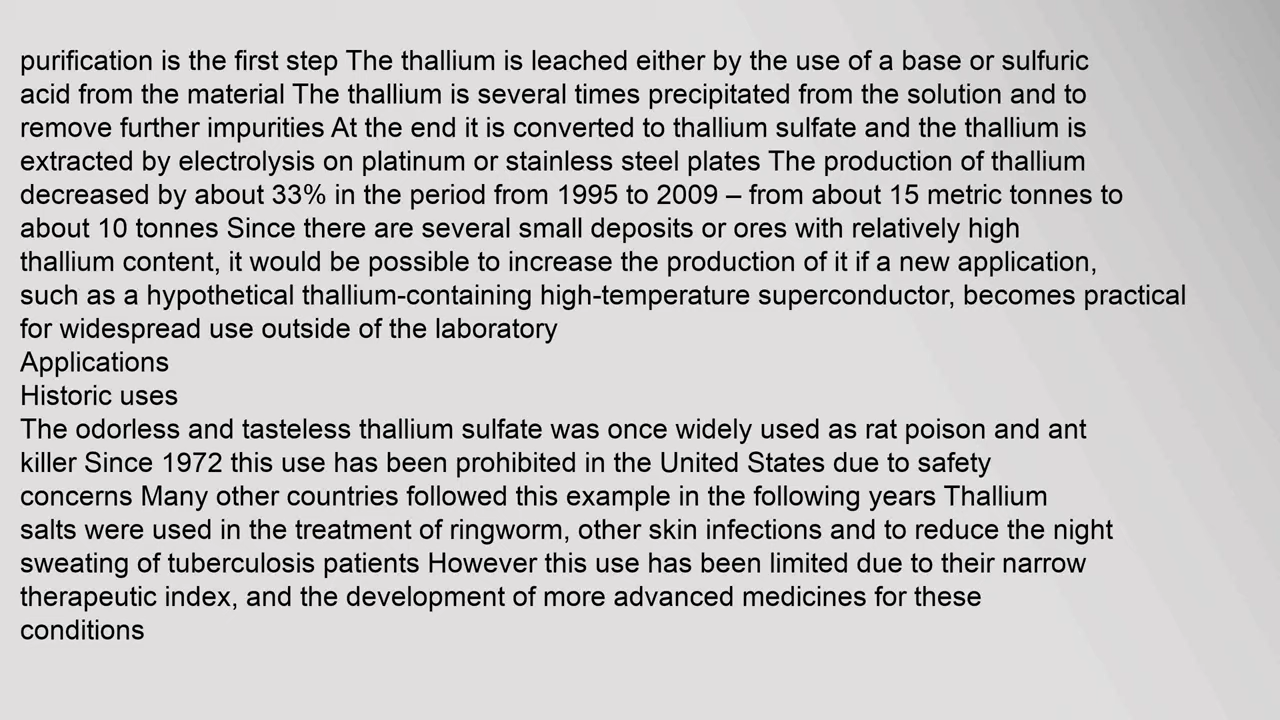 purification is the first step The thallium is leached either by the use of a base or sulfuric
acid from the material The thallium is several times precipitated from the solution and to
remove further impurities At the end it is converted to thallium sulfate and the thallium is
extracted by electrolysis on platinum or stainless steel plates The production of thallium
decreased by about 33% in the period from 1995 to 2009 – from about 15 metric tonnes to
about 10 tonnes Since there are several small deposits or ores with relatively high
thallium content, it would be possible to increase the production of it if a new application,
such as a hypothetical thallium-containing high-temperature superconductor, becomes practical
for widespread use outside of the laboratory
Applications
Historic uses
The odorless and tasteless thallium sulfate was once widely used as rat poison and ant
killer Since 1972 this use has been prohibited in the United States due to safety
concerns Many other countries followed this example in the following years Thallium
salts were used in the treatment of ringworm, other skin infections and to reduce the night
sweating of tuberculosis patients However this use has been limited due to their narrow
therapeutic index, and the development of more advanced medicines for these
conditions